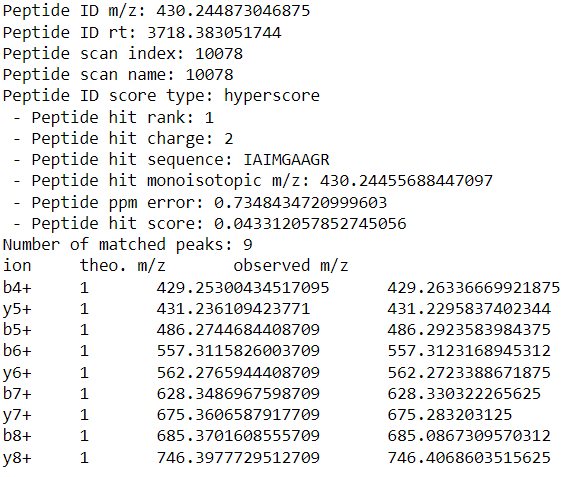 Peptide ID m/z: 430.244873046875
Peptide ID rt: 3718.383051744
Peptide scan index: 10078
Peptide scan name: 10078
Peptide ID score type: hyperscore
- Peptide hit rank: 1
- Peptide hit charge: 2
- Peptide hit sequence: IAIMGAAGR
- Peptide hit monoisotopic m/z: 430.24455688447097
- Peptide ppm error: 0.7348434720999603
- Peptide hit score: 0.043312057852745056
Number of matched peaks: 9
ion theo. m/z observed m/z
b4+ 1 429.25300434517095 429.26336669921875
y5+ 1 431.236109423771 431.2295837402344
b5+ 1 486.2744684408709 486.2923583984375
b6+ 1 557.3115826003709 557.3123168945312
y6+ 1 562.2765944408709 562.2723388671875
b7+ 1 628.3486967598709 628.330322265625
y7+ 1 675.3606587917709 675.283203125
b8+ 1 685.3701608555709 685.0867309570312
y8+ 1 746.3977729512709 746.4068603515625